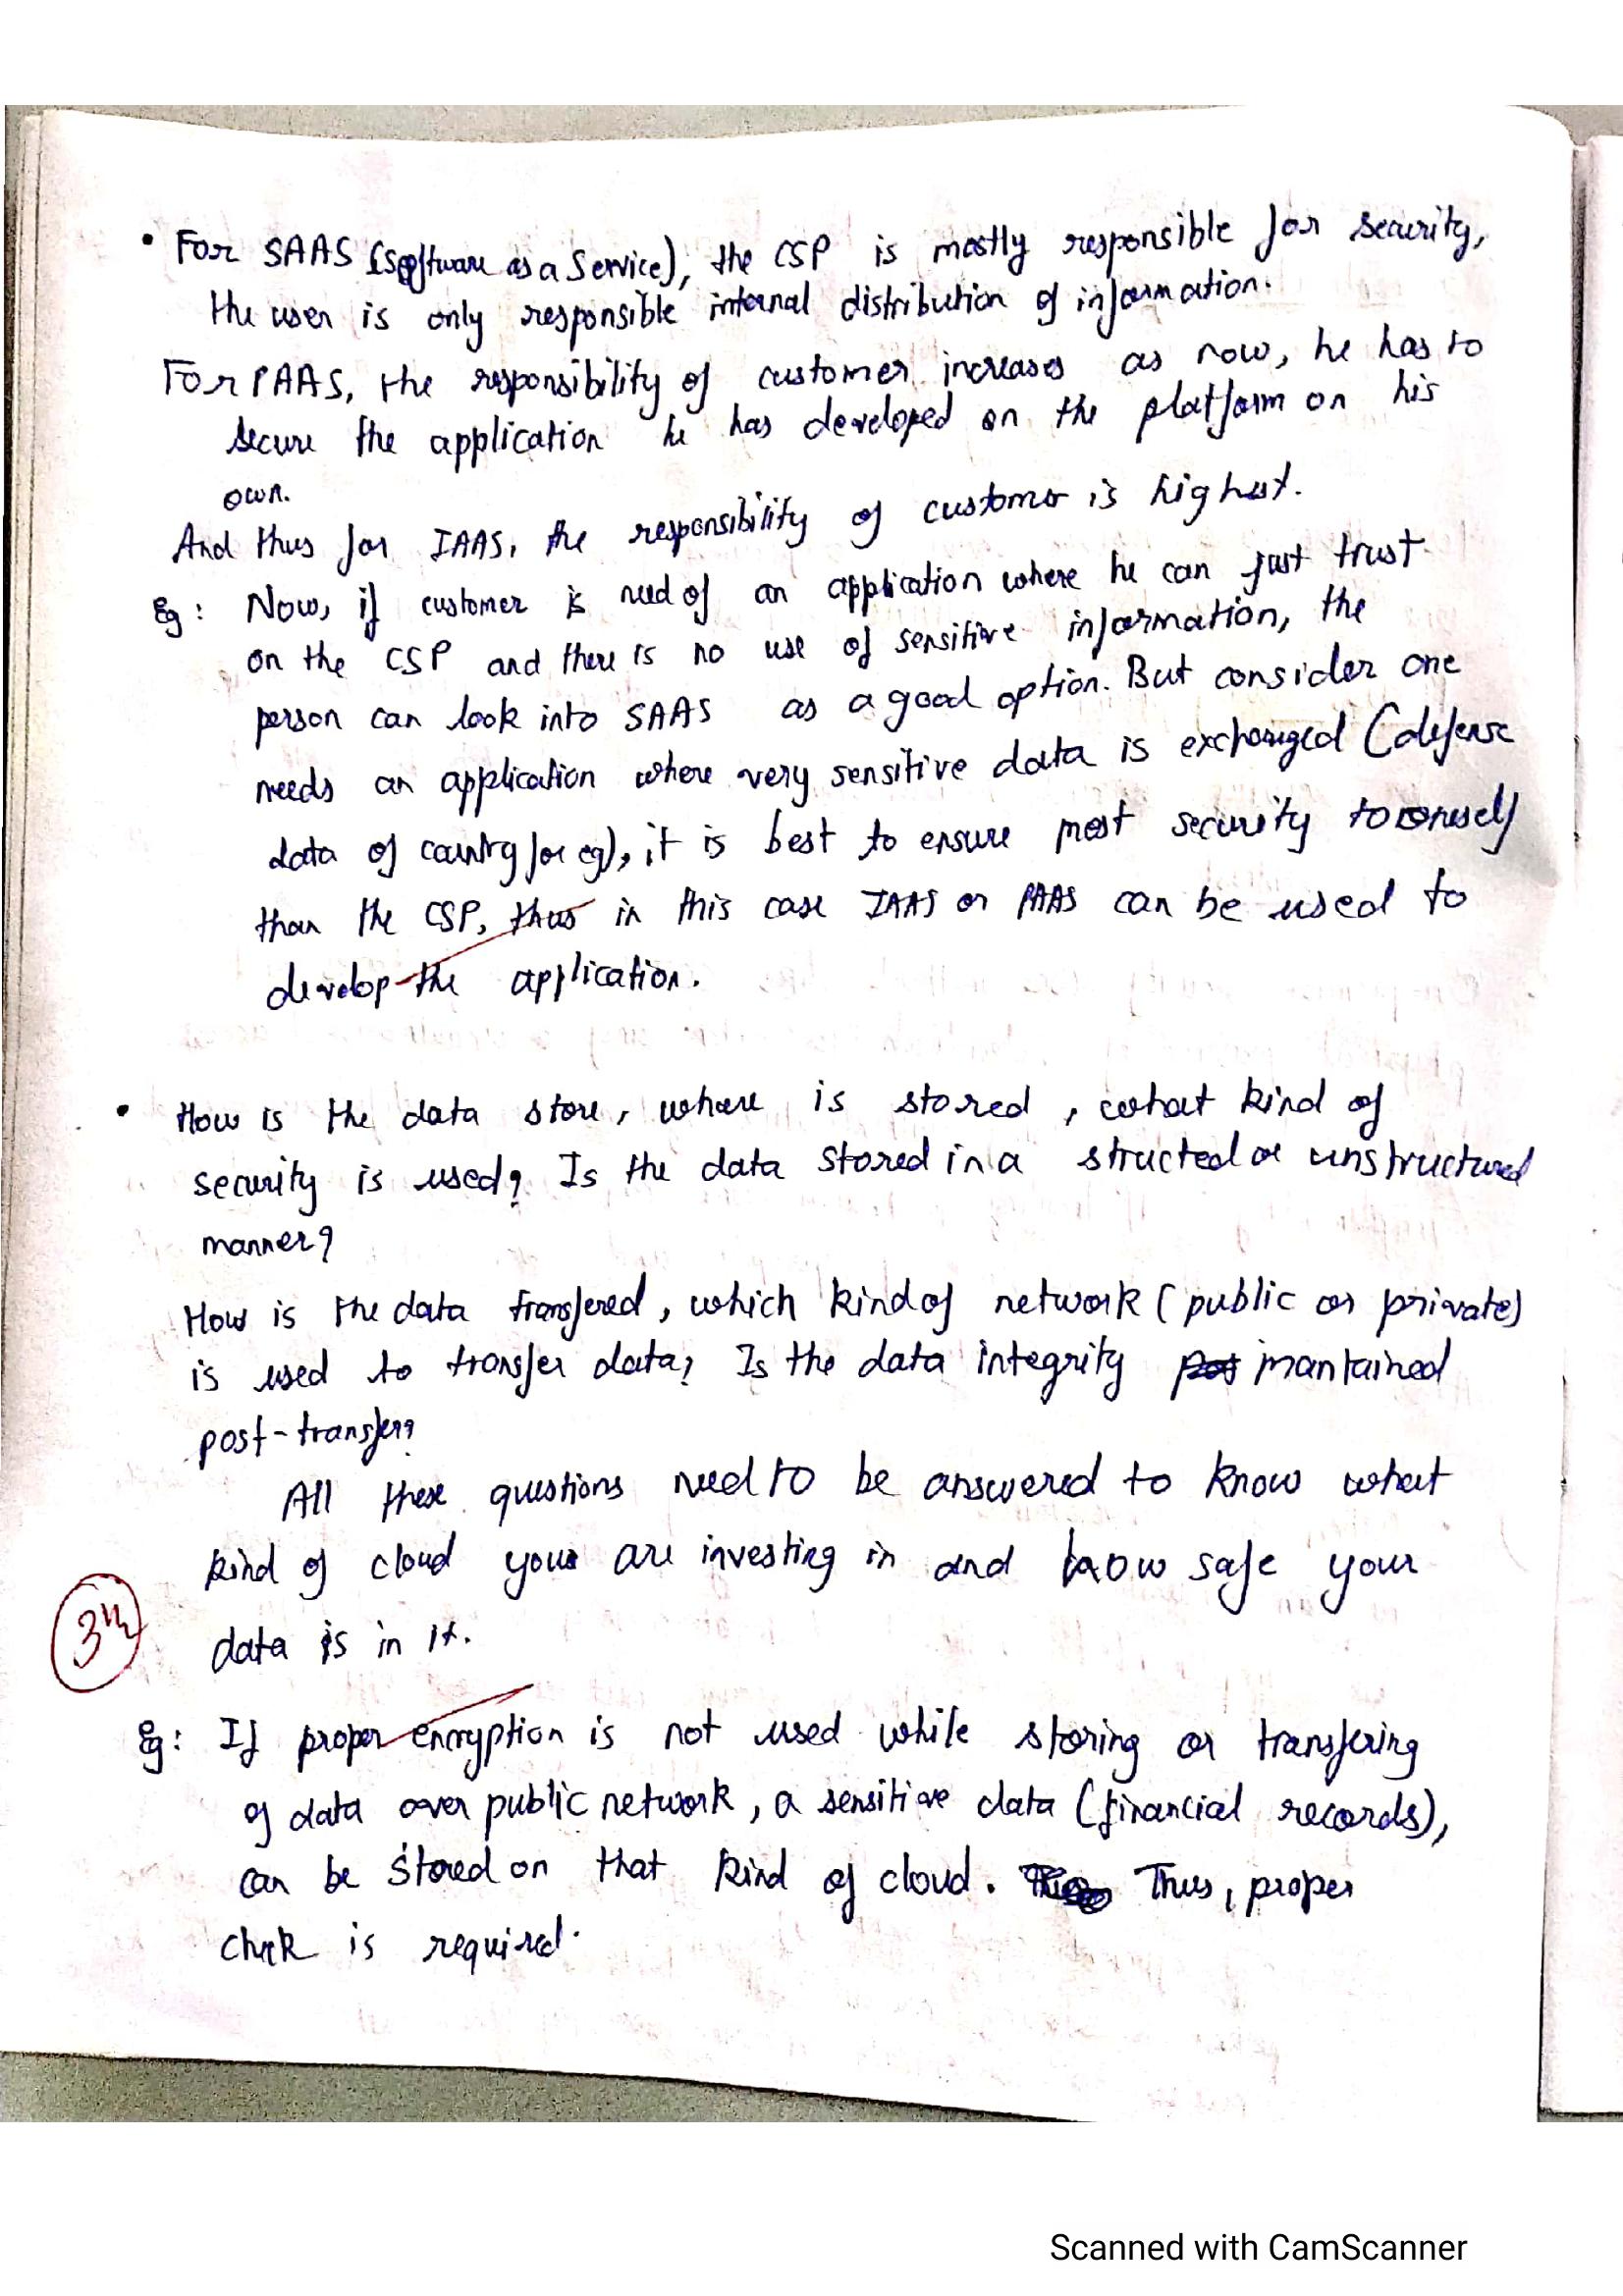 • For SAAS (Software as a Service), the CSP is mostly responsible for security,
the user is only responsible internal distribution of information.
For PAAS, the responsibility of customer increases as now, he has to
secure the application he has developed on the platform on his
own.
And thus for IAAS, the responsibility of customer is highest.
Eg: Now, if customer is need of an application where he can just trust
on the CSP and there is no use of sensitive information, the
person can look into SAAS as a good option. But consider one
needs an application where very sensitive data is exchanged (defense
data of country for eg), it is best to ensure most security to oneself
than the CSP, thus in this case IAAS or PAAS can be used to
develop the application.
• How is the data store, where is stored, what kind of
security is used? Is the data stored in a structed or unstructured
manner?
How is the data transfered, which kind of network (public or private)
is used to transfer data? Is the data integrity mantained
post-transfer?
All these questions need to be answered to know what
kind of cloud your are investing in and how safe your
data is in it.
3½
Eg: If proper encryption is not used while storing or transfering
of data over public network, a sensitive data (financial records),
can be stored on that kind of cloud. Thus, proper
check is required.
Scanned with CamScanner